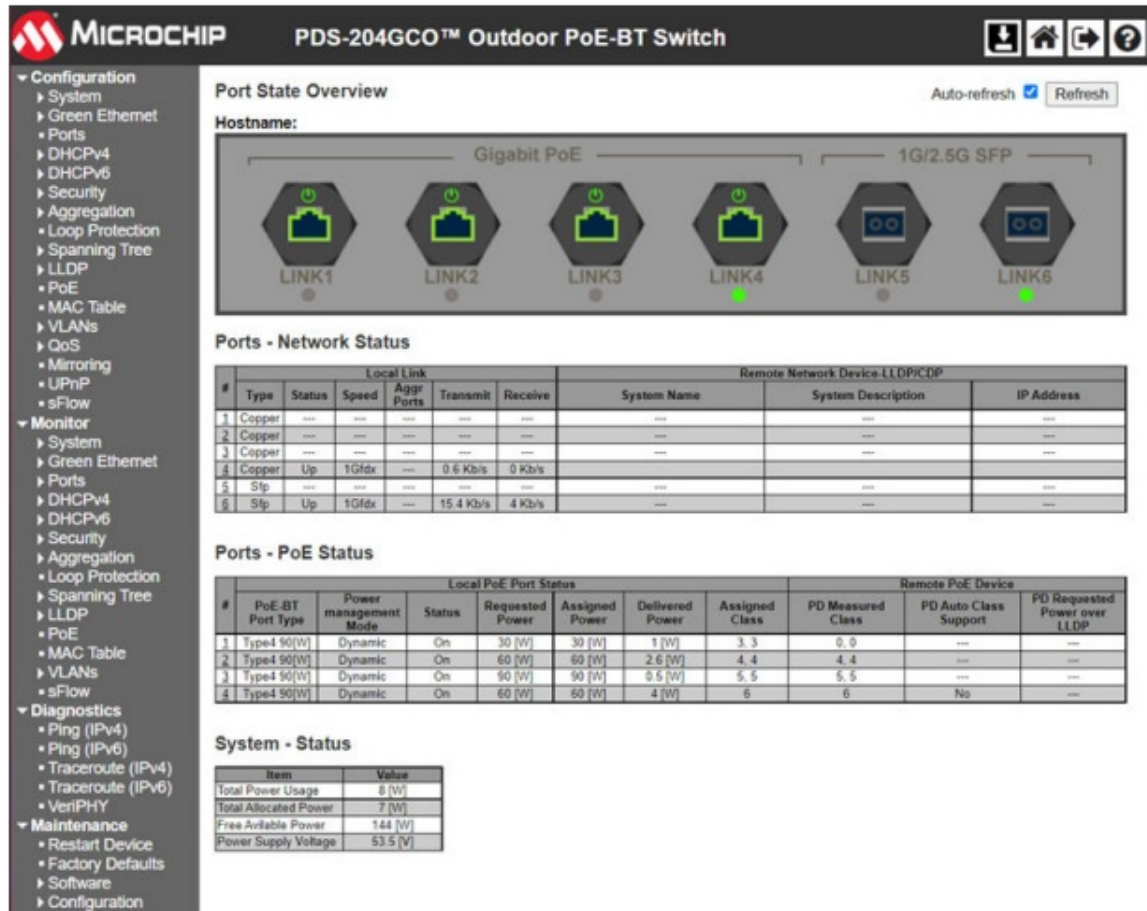 MICROCHIP PDS-204GCO™ Outdoor PoE-BT Switch
Configuration
System
Green Ethernet
Ports
DHCPv4
DHCPv6
Security
Aggregation
Loop Protection
Spanning Tree
LLDP
PoE
MAC Table
VLANs
QoS
Mirroring
UPnP
sFlow
Monitor
System
Green Ethernet
Ports
DHCPv4
DHCPv6
Security
Aggregation
Loop Protection
Spanning Tree
LLDP
PoE
MAC Table
VLANs
sFlow
Diagnostics
Ping (IPv4)
Ping (IPv6)
Traceroute (IPv4)
Traceroute (IPv6)
VeriPHY
Maintenance
Restart Device
Factory Defaults
Software
Configuration
Port State Overview Auto-refresh Refresh
Hostname:
Gigabit PoE 1G/2.5G SFP
LINK1 LINK2 LINK3 LINK4 LINK5 LINK6
Ports - Network Status
Local Link Remote Network Device-LLDP/CDP
# Type Status Speed Aggr Ports Transmit Receive System Name System Description IP Address
1 Copper --- --- --- --- --- --- --- ---
2 Copper --- --- --- --- --- --- --- ---
3 Copper --- --- --- --- --- --- --- ---
4 Copper Up 1Gfdx --- 0.6 Kb/s 0 Kb/s
5 Sfp --- --- --- --- --- --- --- ---
6 Sfp Up 1Gfdx --- 15.4 Kb/s 4 Kb/s --- --- ---
Ports - PoE Status
Local PoE Port Status Remote PoE Device
# PoE-BT Port Type Power management Mode Status Requested Power Assigned Power Delivered Power Assigned Class PD Measured Class PD Auto Class Support PD Requested Power over LLDP
1 Type4 90[W] Dynamic On 30 [W] 30 [W] 1 [W] 3, 3 0, 0 --- ---
2 Type4 90[W] Dynamic On 60 [W] 60 [W] 2.6 [W] 4, 4 4, 4 --- ---
3 Type4 90[W] Dynamic On 90 [W] 90 [W] 0.5 [W] 5, 5 5, 5 --- ---
4 Type4 90[W] Dynamic On 60 [W] 60 [W] 4 [W] 6 6 No ---
System - Status
Item Value
Total Power Usage 8 [W]
Total Allocated Power 7 [W]
Free Avilable Power 144 [W]
Power Supply Voltage 53.5 [V]